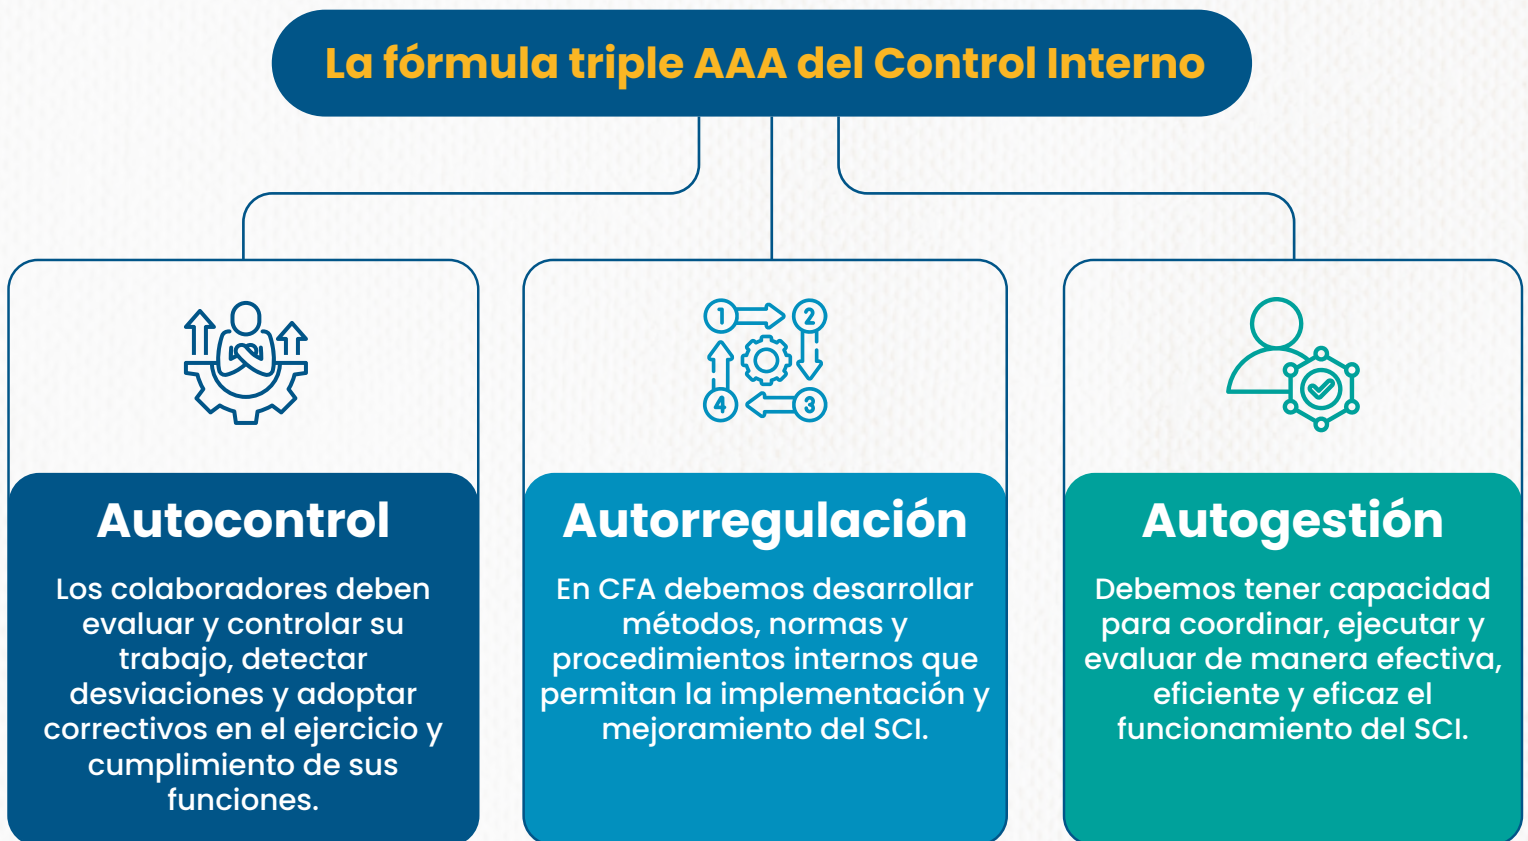 La fórmula triple AAA del Control Interno
1
2
4
3
Autocontrol
Los colaboradores deben
evaluar y controlar su
trabajo, detectar
desviaciones y adoptar
correctivos en el ejercicio y
cumplimiento de sus
funciones.
Autorregulación
En CFA debemos desarrollar
métodos, normas y
procedimientos internos que
permitan la implementación y
mejoramiento del SCI.
Autogestión
Debemos tener capacidad
para coordinar, ejecutar y
evaluar de manera efectiva,
eficiente y eficaz el
funcionamiento del SCI.